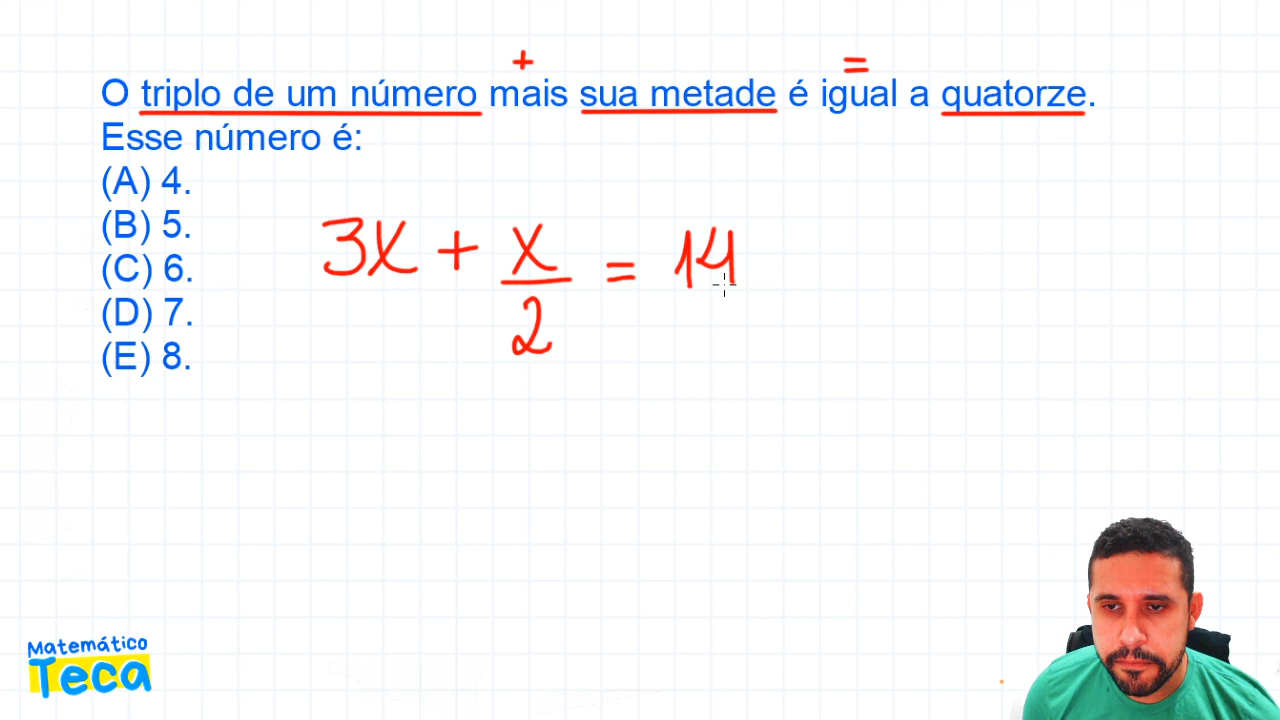 + =
O triplo de um número mais sua metade é igual a quatorze.
Esse número é:
(A) 4.
(B) 5.
(C) 6.
(D) 7.
(E) 8.
3x + x/2 = 14
Matemático
Teca